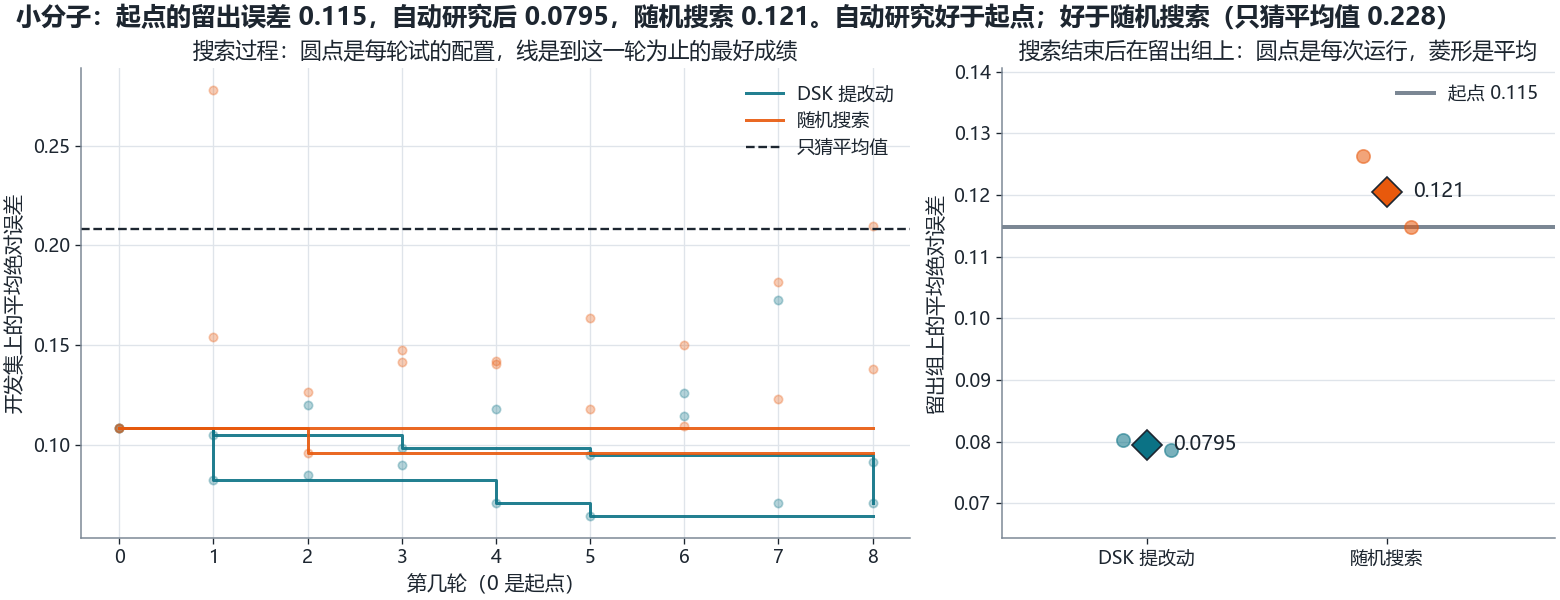 小分子：起点的留出误差 0.115，自动研究后 0.0795，随机搜索 0.121。自动研究好于起点；好于随机搜索（只猜平均值 0.228）
搜索过程：圆点是每轮试的配置，线是到这一轮为止的最好成绩
开发集上的平均绝对误差
0.25
0.20
0.15
0.10
DSK 提改动
随机搜索
只猜平均值
0
1
2
3
4
5
6
7
8
第几轮（0 是起点）
搜索结束后在留出组上：圆点是每次运行，菱形是平均
留出组上的平均绝对误差
0.14
0.13
0.12
0.11
0.10
0.09
0.08
0.07
起点 0.115
0.121
0.0795
DSK 提改动
随机搜索